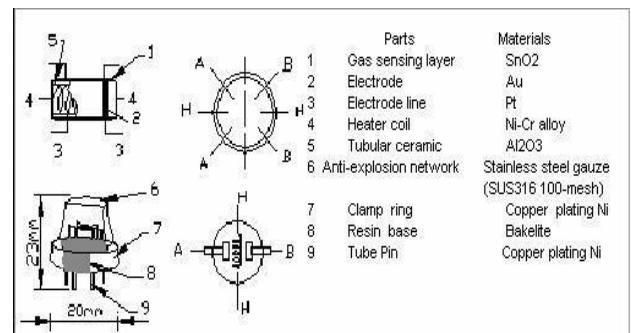 Parts Materials
1 Gas sensing layer SnO2
2 Electrode Au
3 Electrode line Pt
4 Heater coil Ni-Cr alloy
5 Tubular ceramic Al2O3
6 Anti-explosion network Stainless steel gauze
(SUS316 100-mesh)
7 Clamp ring Copper plating Ni
8 Resin base Bakelite
9 Tube Pin Copper plating Ni
5
1
4
4
2
3
3
A
B
H
H
A
B
6
7
8
9
23mm
20mm
H
A
B
H